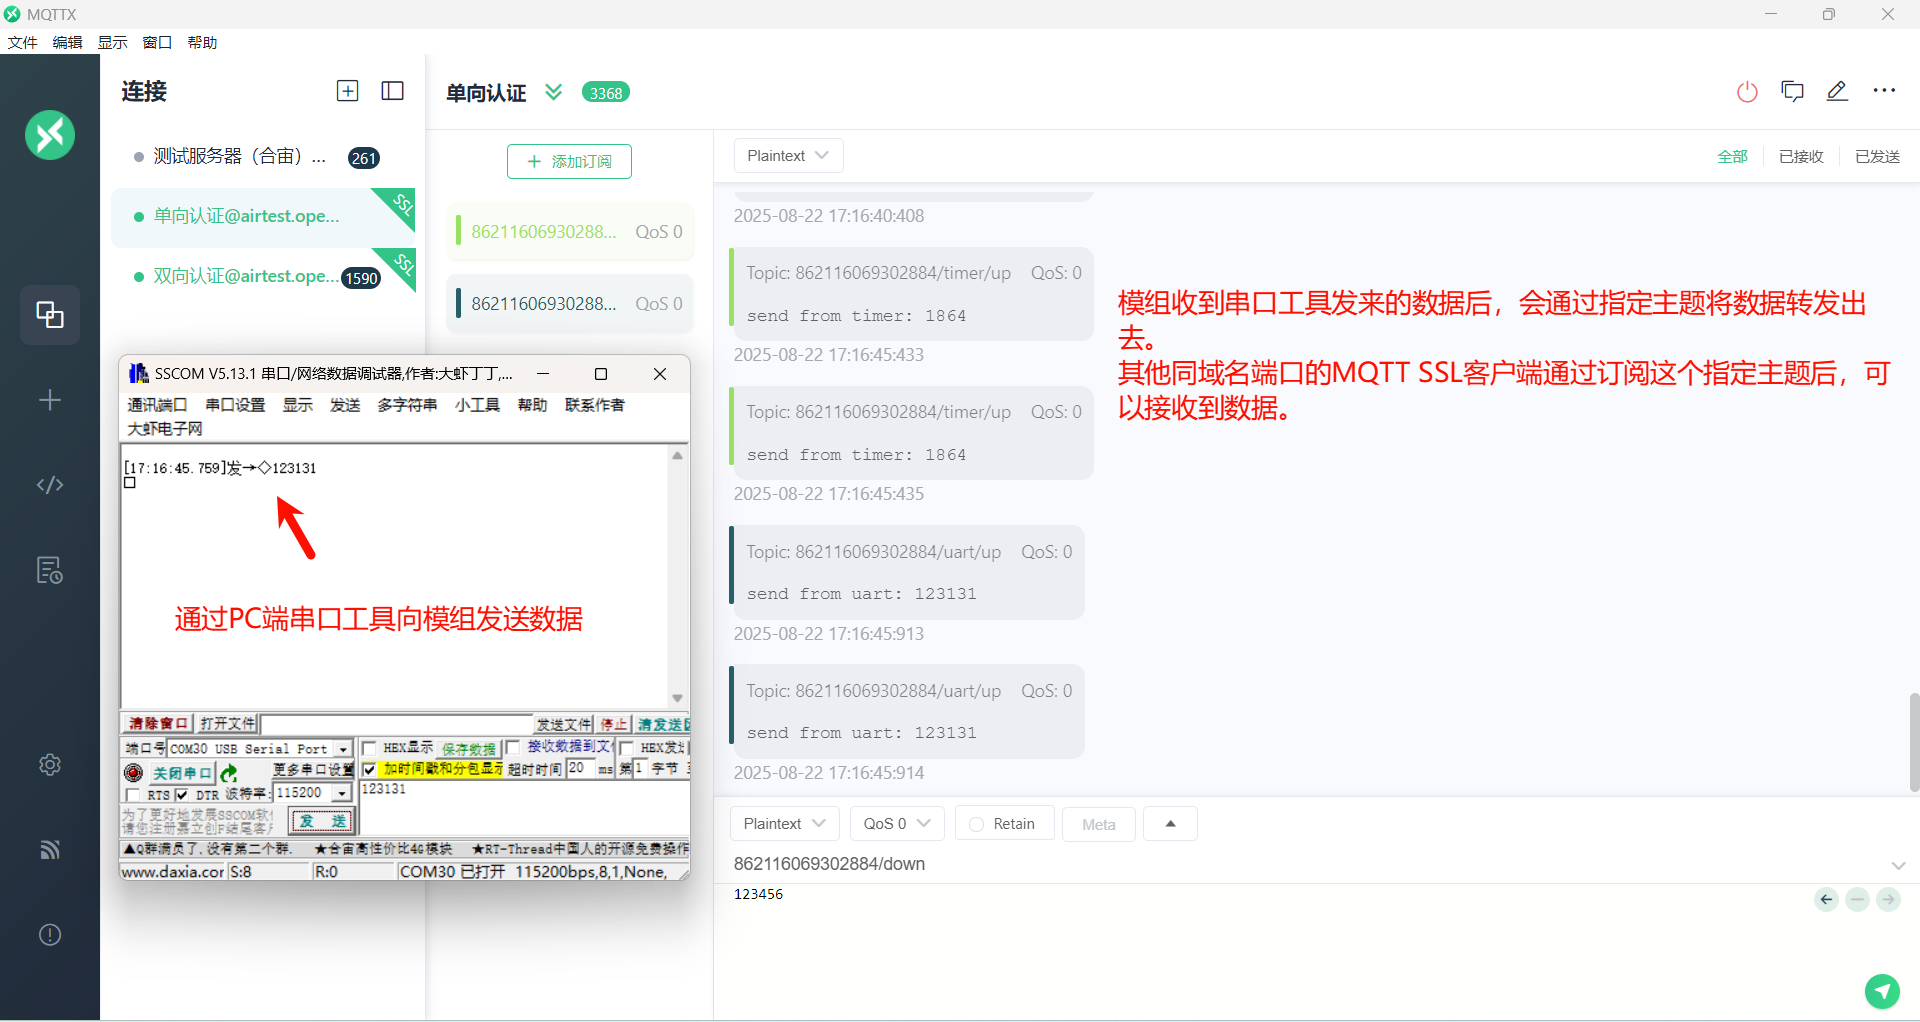 MQTTX
文件 编辑 显示 窗口 帮助
连接
测试服务器（合宙）... 261
单向认证@airtest.ope... SSL
双向认证@airtest.ope... 1590 SSL
单向认证 3368
添加订阅
86211606930288... QoS 0
86211606930288... QoS 0
Plaintext
全部 已接收 已发送
2025-08-22 17:16:40:408
Topic: 862116069302884/timer/up QoS: 0
send from timer: 1864
2025-08-22 17:16:45:433
Topic: 862116069302884/timer/up QoS: 0
send from timer: 1864
2025-08-22 17:16:45:435
Topic: 862116069302884/uart/up QoS: 0
send from uart: 123131
2025-08-22 17:16:45:913
Topic: 862116069302884/uart/up QoS: 0
send from uart: 123131
2025-08-22 17:16:45:914
模组收到串口工具发来的数据后，会通过指定主题将数据转发出
去。
其他同域名端口的MQTT SSL客户端通过订阅这个指定主题后，可
以接收到数据。
Plaintext QoS 0 Retain Meta
862116069302884/down
123456
SSCOM V5.13.1 串口/网络数据调试器,作者:大虾丁丁,...
通讯端口 串口设置 显示 发送 多字符串 小工具 帮助 联系作者
大虾电子网
[17:16:45.759]发→◇123131
□
通过PC端串口工具向模组发送数据
清除窗口 打开文件 发送文件 停止 清发送区
端口号 COM30 USB Serial Port HEX显示 保存数据 接收数据到文 HEX发送
关闭串口 更多串口设置 加时间戳和分包显示 超时时间 20 ms 第 1 字节
RTS DTR 波特率: 115200 123131
为了更好地发展SSCOM软
请您注册嘉立创F结尾客
发 送
▲Q群满员了,没有第二个群. ★合宙高性价比4G模块 ★RT-Thread中国人的开源免费操作
www.daxia.cor S:8 R:0 COM30 已打开 115200bps,8,1,None,